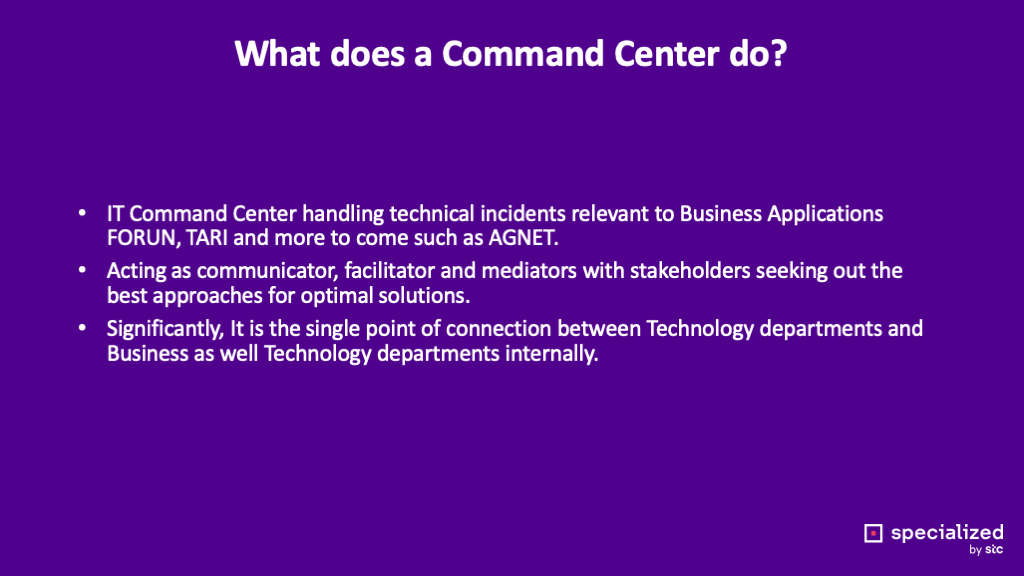 What does a Command Center do?
• IT Command Center handling technical incidents relevant to Business Applications
FORUN, TARI and more to come such as AGNET.
• Acting as communicator, facilitator and mediators with stakeholders seeking out the
best approaches for optimal solutions.
• Significantly, It is the single point of connection between Technology departments and
Business as well Technology departments internally.
specialized
by stc